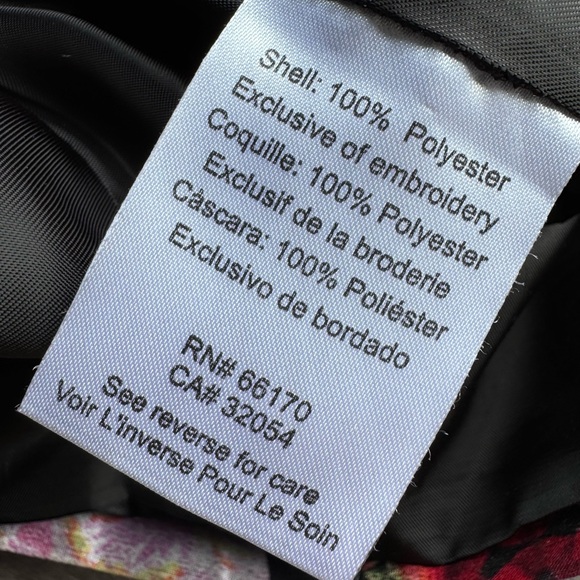 Shell: 100% Polyester
Exclusive of embroidery
Coquille: 100% Polyester
Exclusif de la broderie
Càscara: 100% Poliéster
Exclusivo de bordado
RN# 66170
CA# 32054
See reverse for care
Voir L'inverse Pour Le Soin